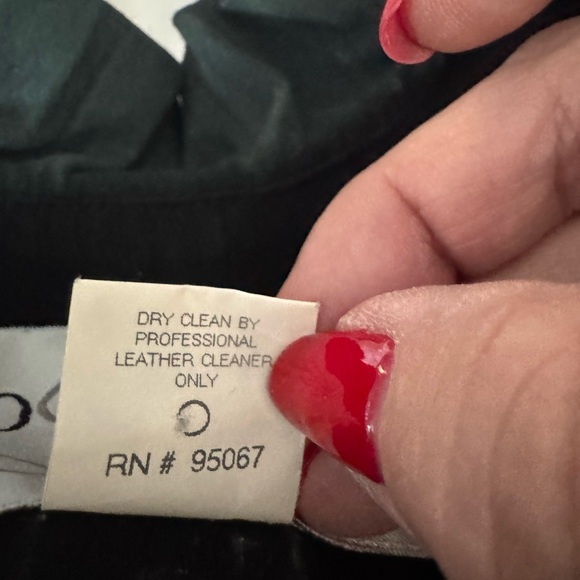 DRY CLEAN BY
PROFESSIONAL
LEATHER CLEANER
ONLY
RN # 95067